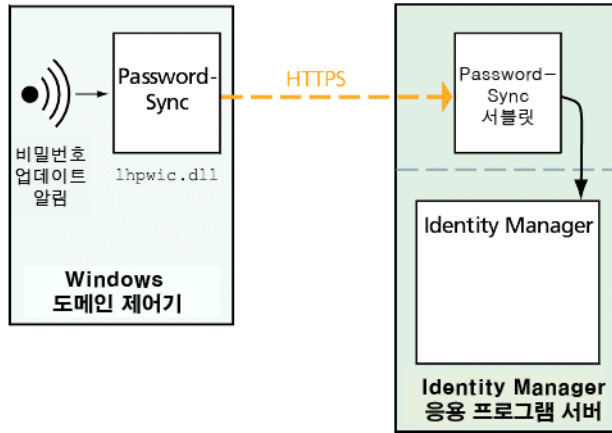 비밀번호
업데이트
알림
Password-
Sync
lhpwic.dll
Windows
도메인 제어기
HTTPS
Password–
Sync
서블릿
Identity Manager
Identity Manager
응용 프로그램 서버